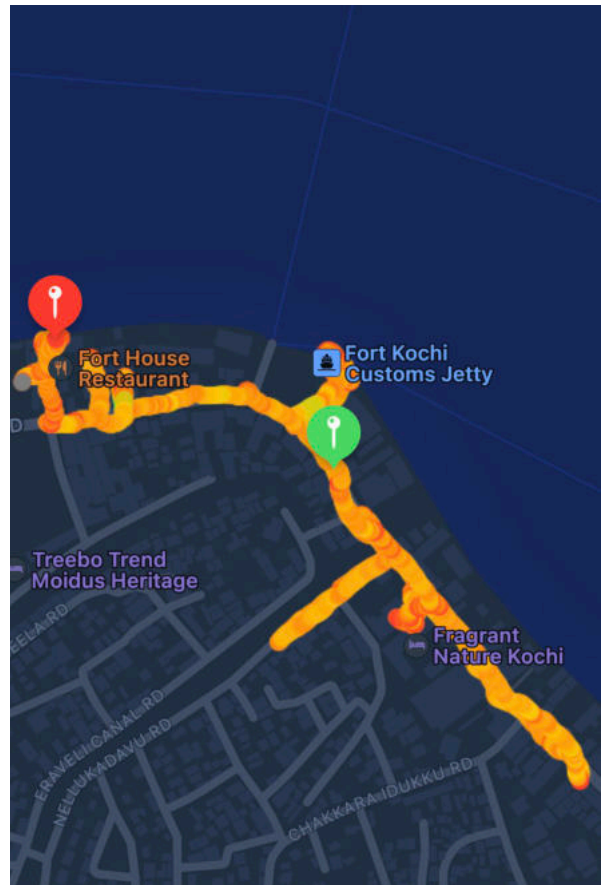 Fort House
Restaurant
Fort Kochi
Customs Jetty
D
Treebo Trend
Moidus Heritage
EELA RD
Fragrant
Nature Kochi
ERAVELI CANAL RD
NELLUKADAVU RD
CHAKKARA IDUKKU RD